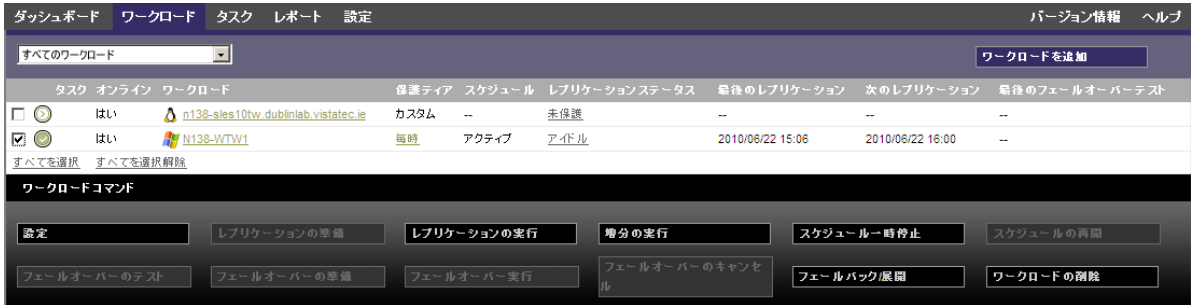 ダッシュボード ワークロード タスク レポート 設定 バージョン情報 ヘルプ
すべてのワークロード ワークロードを追加
タスク オンライン ワークロード 保護ティア スケジュール レプリケーションステータス 最後のレプリケーション 次のレプリケーション 最後のフェールオーバーテスト
はい n138-sles10tw.dublinlab.vistatec.ie カスタム -- 未保護 -- -- --
はい N138-WTW1 毎時 アクティブ アイドル 2010/06/22 15:06 2010/06/22 16:00 --
すべてを選択 すべてを選択解除
ワークロードコマンド
設定 レプリケーションの準備 レプリケーションの実行 増分の実行 スケジュール一時停止 スケジュールの再開
フェールオーバーのテスト フェールオーバーの準備 フェールオーバー実行 フェールオーバーのキャンセ
ル フェールバック/展開 ワークロードの削除